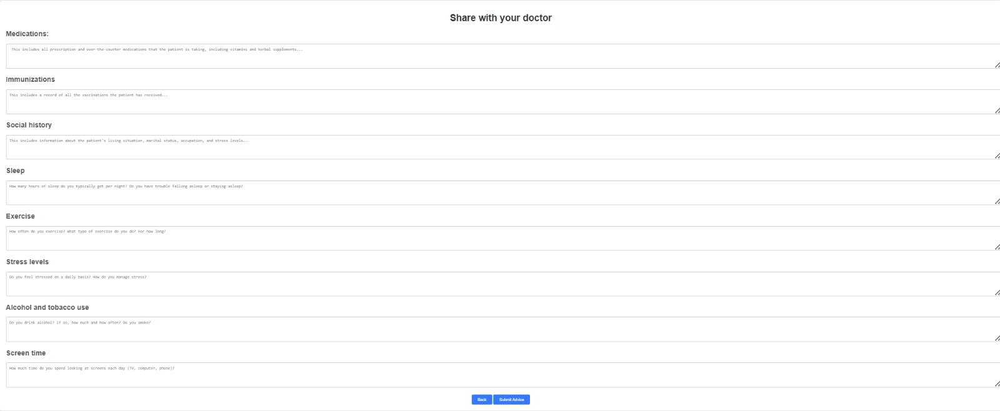 Share with your doctor
Medications:
This includes all prescription and over-the-counter medications that the patient is taking, including vitamins and herbal supplements...
Immunizations
This includes a record of all the vaccinations the patient has received...
Social history
This includes information about the patient's living situation, marital status, occupation, and stress levels...
Sleep
How many hours of sleep do you typically get per night? Do you have trouble falling asleep or staying asleep?
Exercise
How often do you exercise? What type of exercise do you do? For how long?
Stress levels
Do you feel stressed on a daily basis? How do you manage stress?
Alcohol and tobacco use
Do you drink alcohol? If so, how much and how often? Do you smoke?
Screen time
How much time do you spend looking at screens each day (TV, computer, phone)?
Back Submit Advice